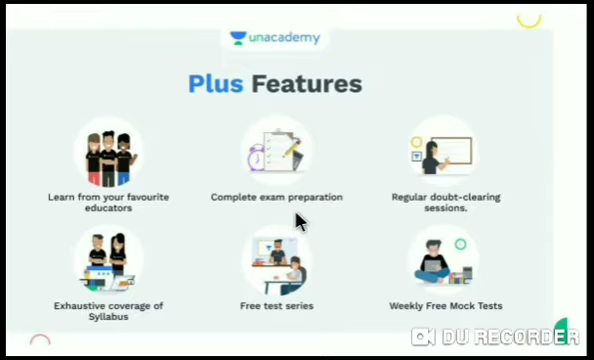 unacademy
Plus Features
Learn from your favourite
educators
Complete exam preparation
Regular doubt-clearing
sessions.
Exhaustive coverage of
Syllabus
Free test series
Weekly Free Mock Tests
DU RECORDER